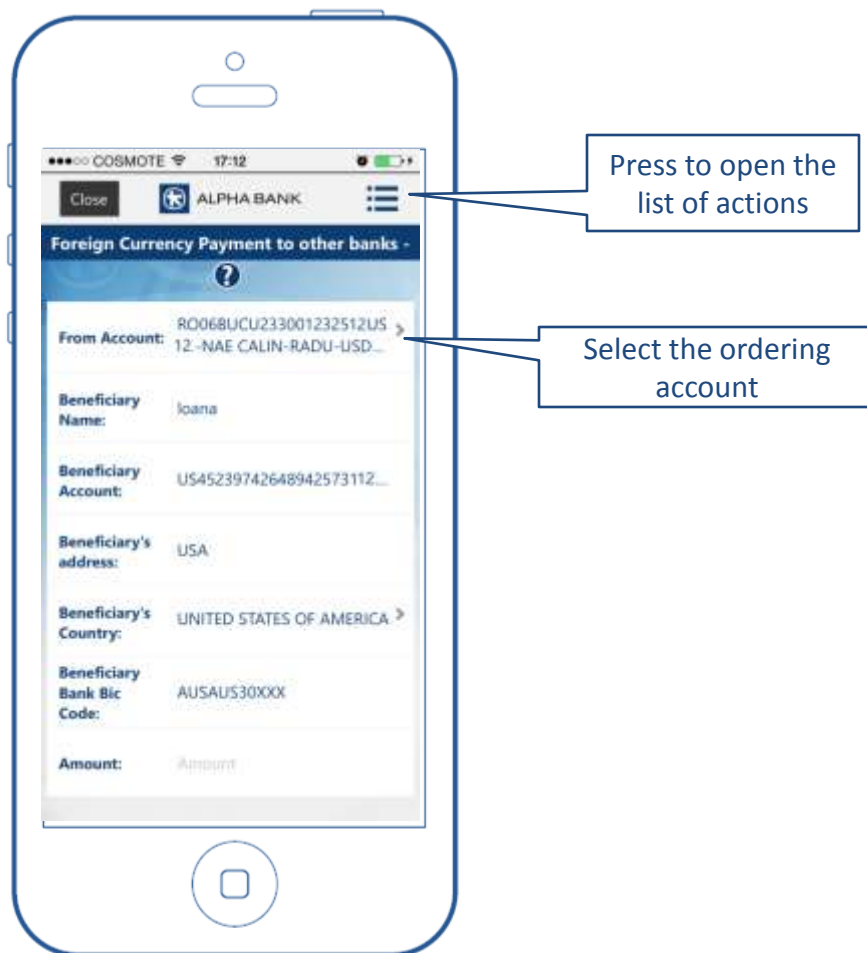 COSMOTE 17:12
Close ALPHA BANK
Press to open the
list of actions
Foreign Currency Payment to other banks -
?
From Account: RO06BUCU233001232512US
12.-NAE CALIN-RADU-USD...
Select the ordering
account
Beneficiary
Name:
Ioana
Beneficiary
Account:
US45239742648942573112...
Beneficiary's
address:
USA
Beneficiary's
Country:
UNITED STATES OF AMERICA
Beneficiary
Bank Bic
Code:
AUSAUS30XXX
Amount: Amount